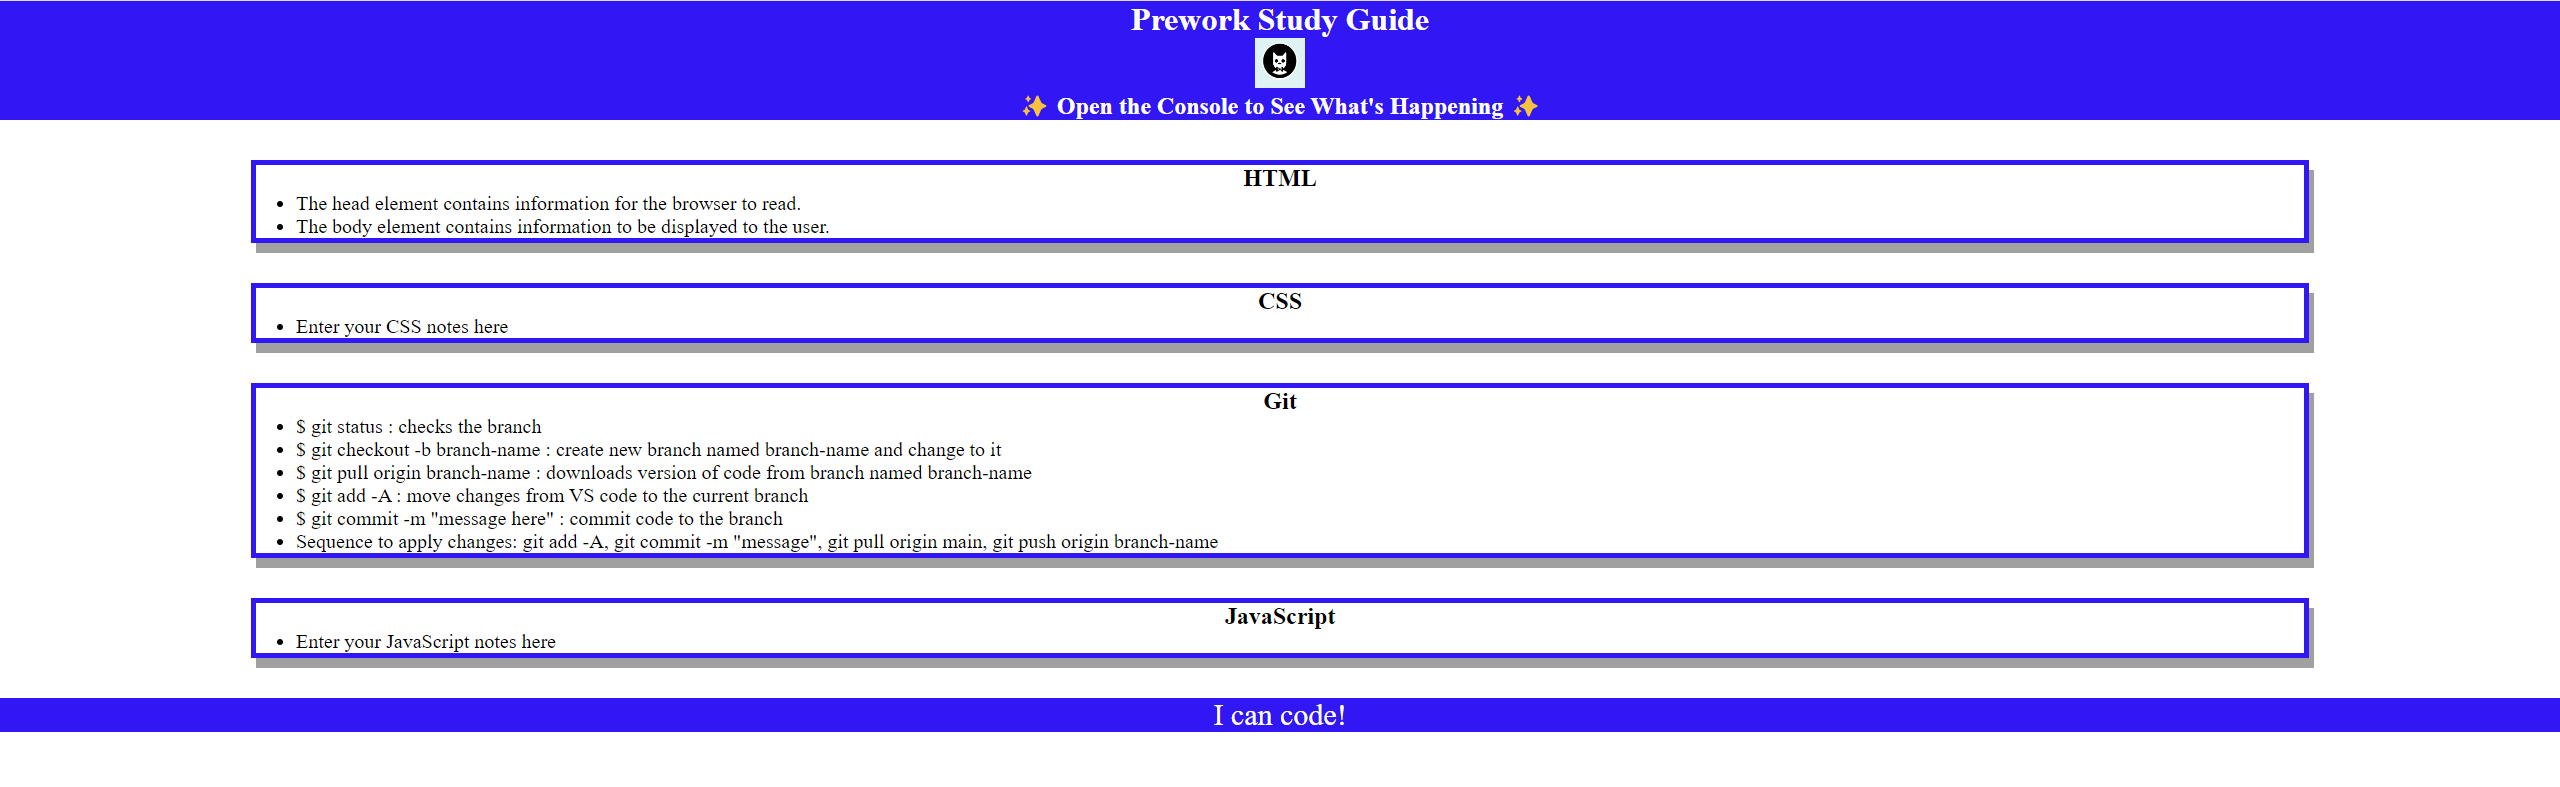 Prework Study Guide
✨ Open the Console to See What's Happening ✨
HTML
• The head element contains information for the browser to read.
• The body element contains information to be displayed to the user.
CSS
• Enter your CSS notes here
Git
• $ git status : checks the branch
• $ git checkout -b branch-name : create new branch named branch-name and change to it
• $ git pull origin branch-name : downloads version of code from branch named branch-name
• $ git add -A : move changes from VS code to the current branch
• $ git commit -m "message here" : commit code to the branch
• Sequence to apply changes: git add -A, git commit -m "message", git pull origin main, git push origin branch-name
JavaScript
• Enter your JavaScript notes here
I can code!